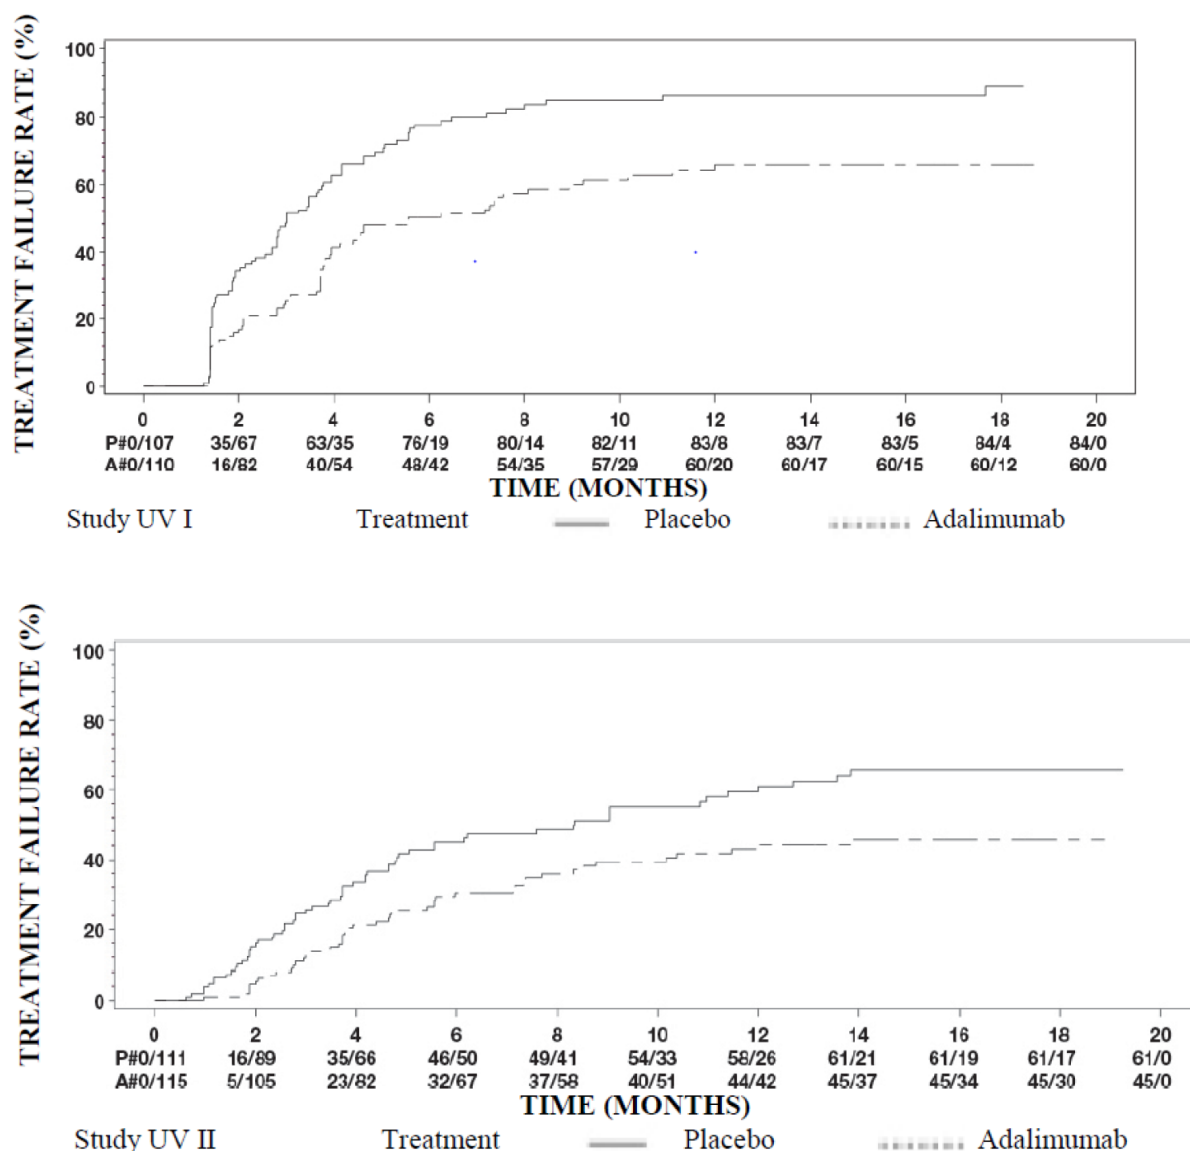 TREATMENT FAILURE RATE (%)
100
80
60
40
20
0
0 2 4 6 8 10 12 14 16 18 20
P#0/107 35/67 63/35 76/19 80/14 82/11 83/8 83/7 83/5 84/4 84/0
A#0/110 16/82 40/54 48/42 54/35 57/29 60/20 60/17 60/15 60/12 60/0
TIME (MONTHS)
Study UV I Treatment Placebo Adalimumab
TREATMENT FAILURE RATE (%)
100
80
60
40
20
0
0 2 4 6 8 10 12 14 16 18 20
P#0/111 16/89 35/66 46/50 49/41 54/33 58/26 61/21 61/19 61/17 61/0
A#0/115 5/105 23/82 32/67 37/58 40/51 44/42 45/37 45/34 45/30 45/0
TIME (MONTHS)
Study UV II Treatment Placebo Adalimumab